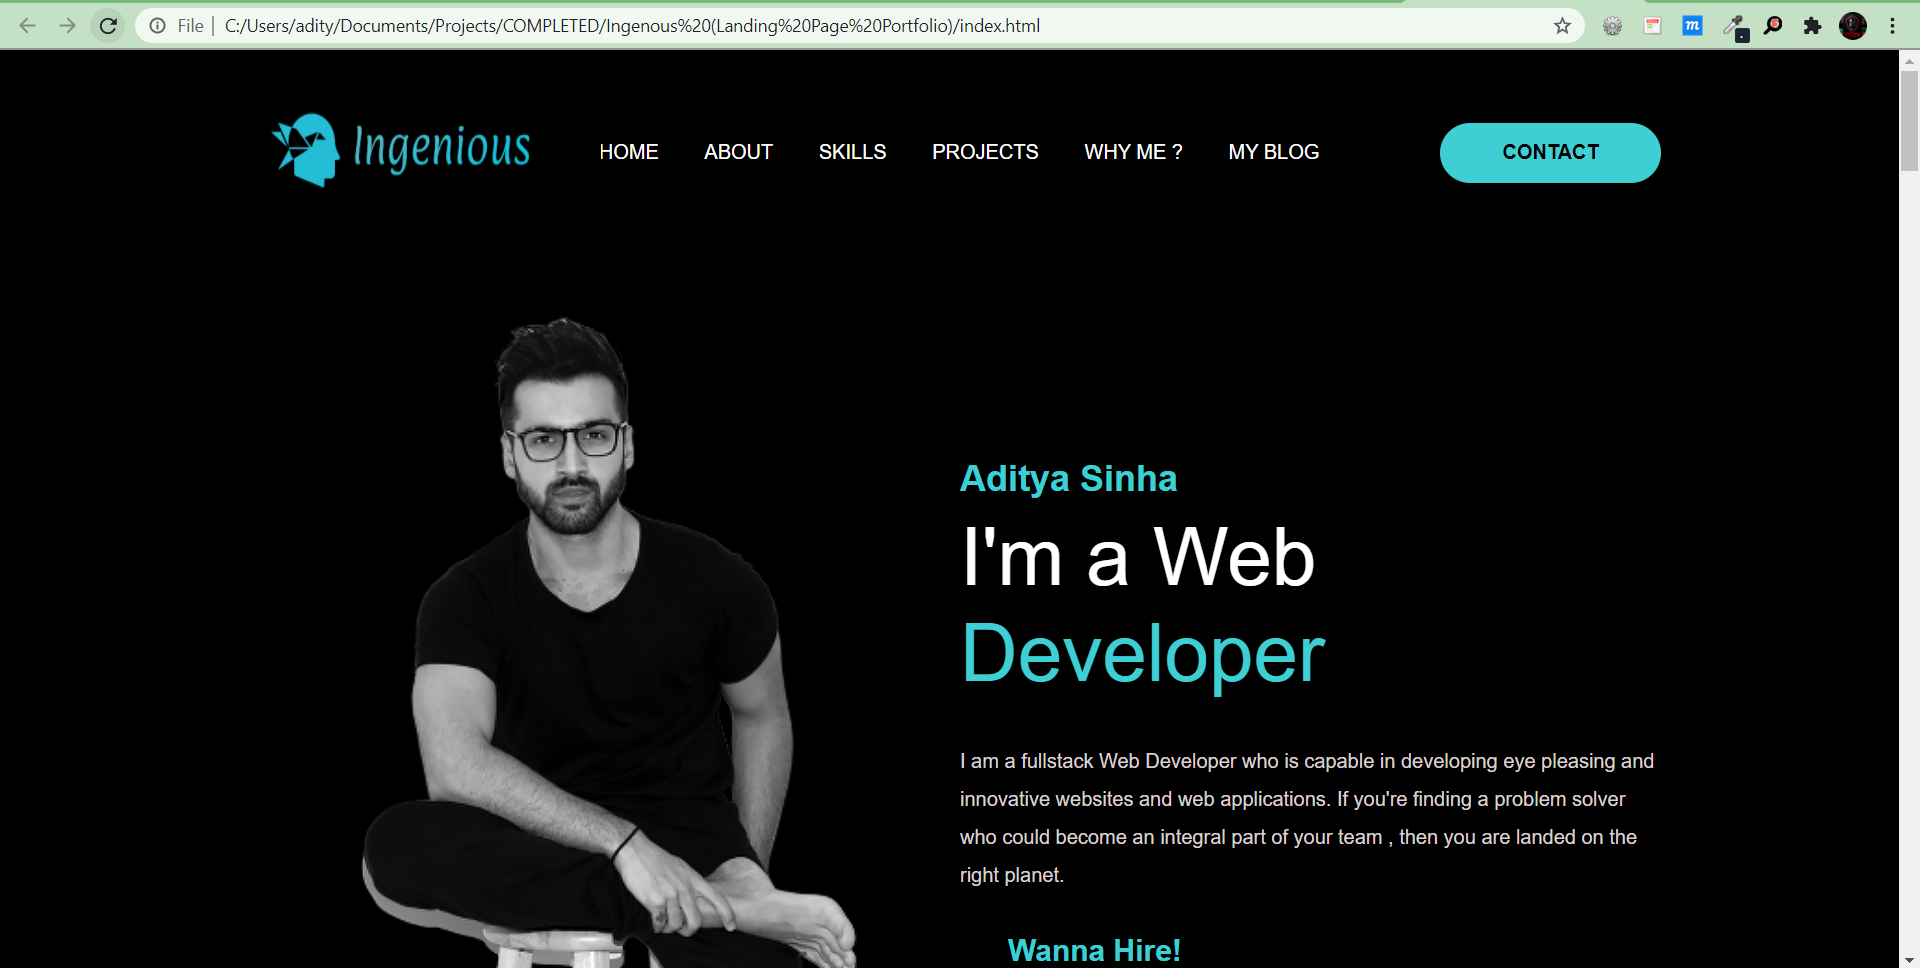 File | C:/Users/adity/Documents/Projects/COMPLETED/Ingenous%20(Landing%20Page%20Portfolio)/index.html
Ingenious HOME ABOUT SKILLS PROJECTS WHY ME ? MY BLOG CONTACT
Aditya Sinha
I'm a Web
Developer
I am a fullstack Web Developer who is capable in developing eye pleasing and
innovative websites and web applications. If you're finding a problem solver
who could become an integral part of your team , then you are landed on the
right planet.
Wanna Hire!